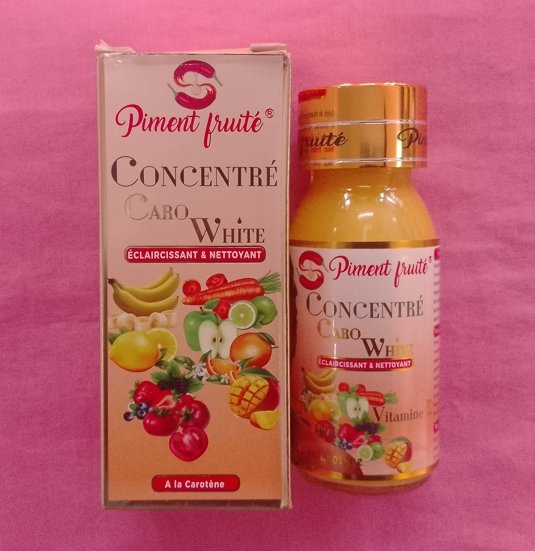 Piment fruité®
CONCENTRÉ
CARO
WHITE
ÉCLAIRCISSANT & NETTOYANT
A la Carotène
Piment fruité®
CONCENTRÉ
CARO
WHITE
ÉCLAIRCISSANT & NETTOYANT
Vitamine